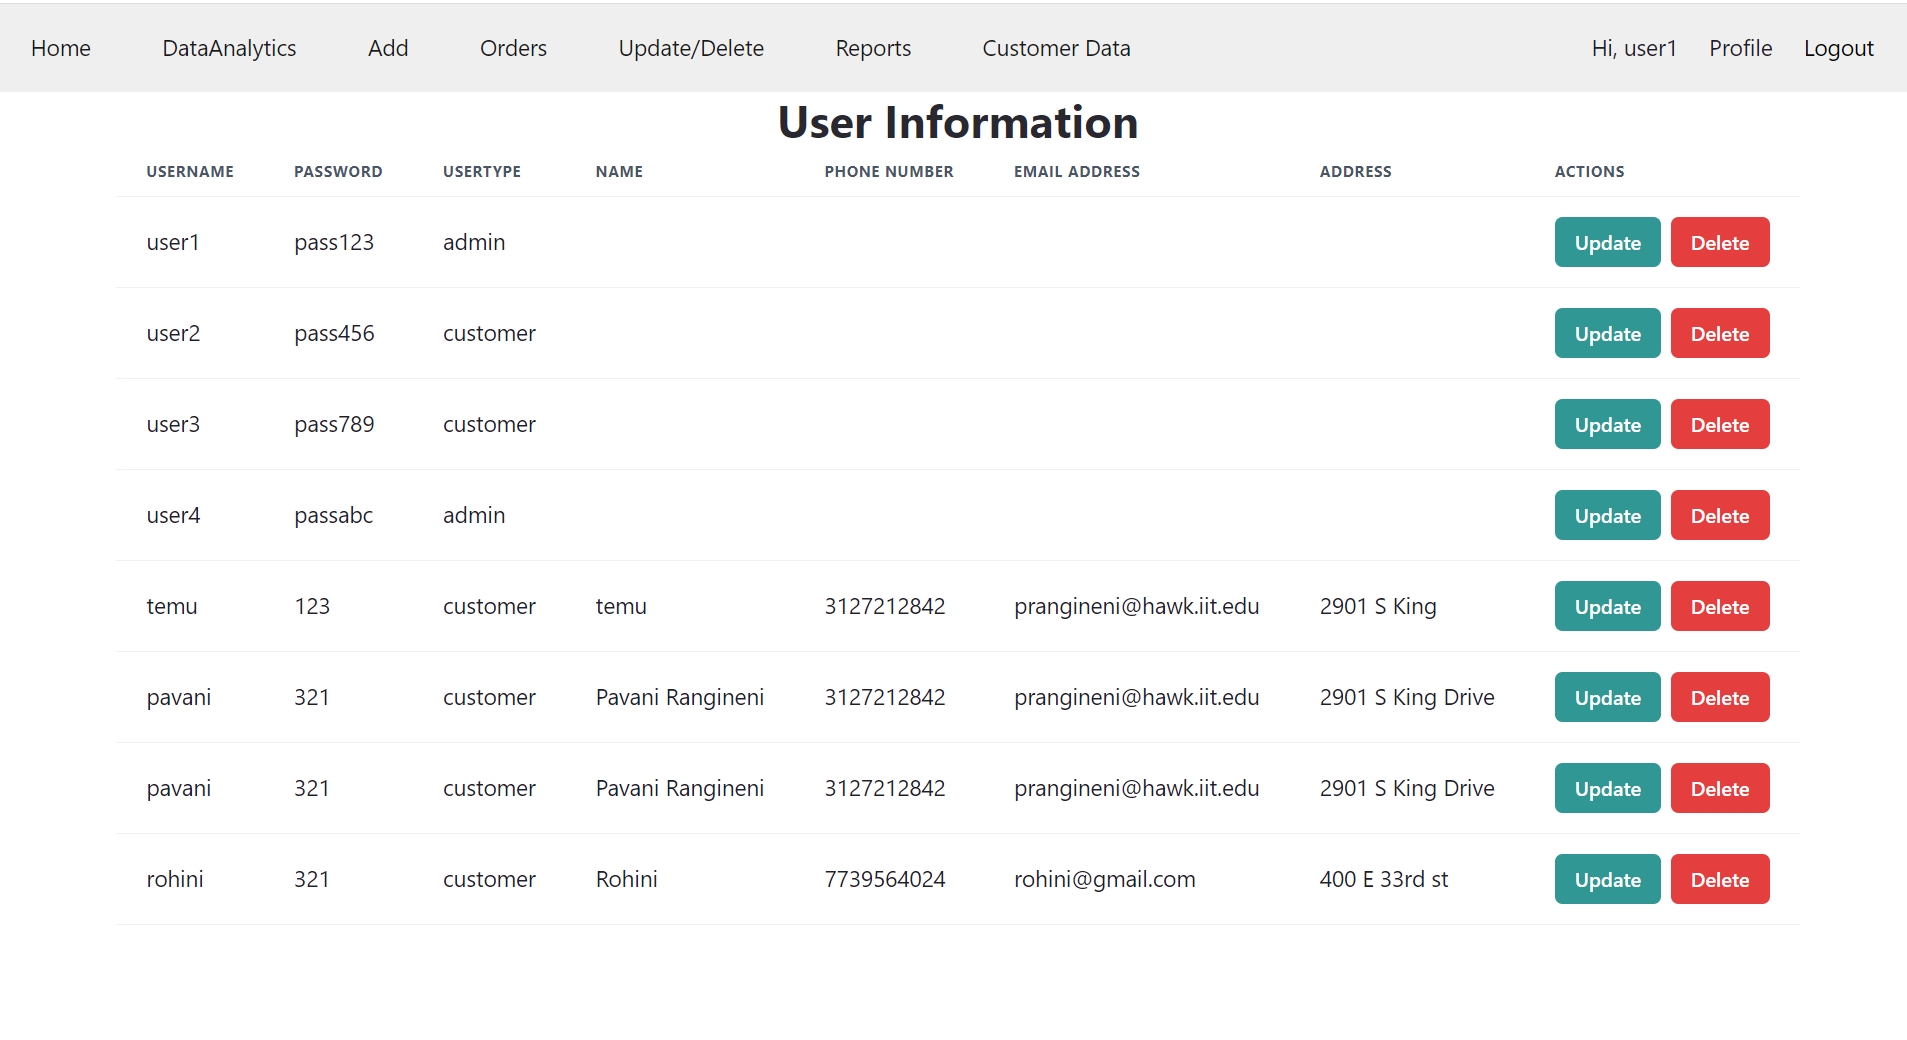 Home DataAnalytics Add Orders Update/Delete Reports Customer Data Hi, user1 Profile Logout
User Information
USERNAME PASSWORD USERTYPE NAME PHONE NUMBER EMAIL ADDRESS ADDRESS ACTIONS
user1 pass123 admin Update Delete
user2 pass456 customer Update Delete
user3 pass789 customer Update Delete
user4 passabc admin Update Delete
temu 123 customer temu 3127212842 prangineni@hawk.iit.edu 2901 S King Update Delete
pavani 321 customer Pavani Rangineni 3127212842 prangineni@hawk.iit.edu 2901 S King Drive Update Delete
pavani 321 customer Pavani Rangineni 3127212842 prangineni@hawk.iit.edu 2901 S King Drive Update Delete
rohini 321 customer Rohini 7739564024 rohini@gmail.com 400 E 33rd st Update Delete